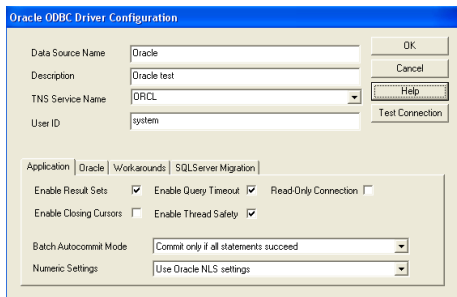 Oracle ODBC Driver Configuration
Data Source Name Oracle OK
Description Oracle test Cancel
TNS Service Name ORCL Help
User ID system Test Connection
Application Oracle Workarounds SQLServer Migration
Enable Result Sets Enable Query Timeout Read-Only Connection
Enable Closing Cursors Enable Thread Safety
Batch Autocommit Mode Commit only if all statements succeed
Numeric Settings Use Oracle NLS settings